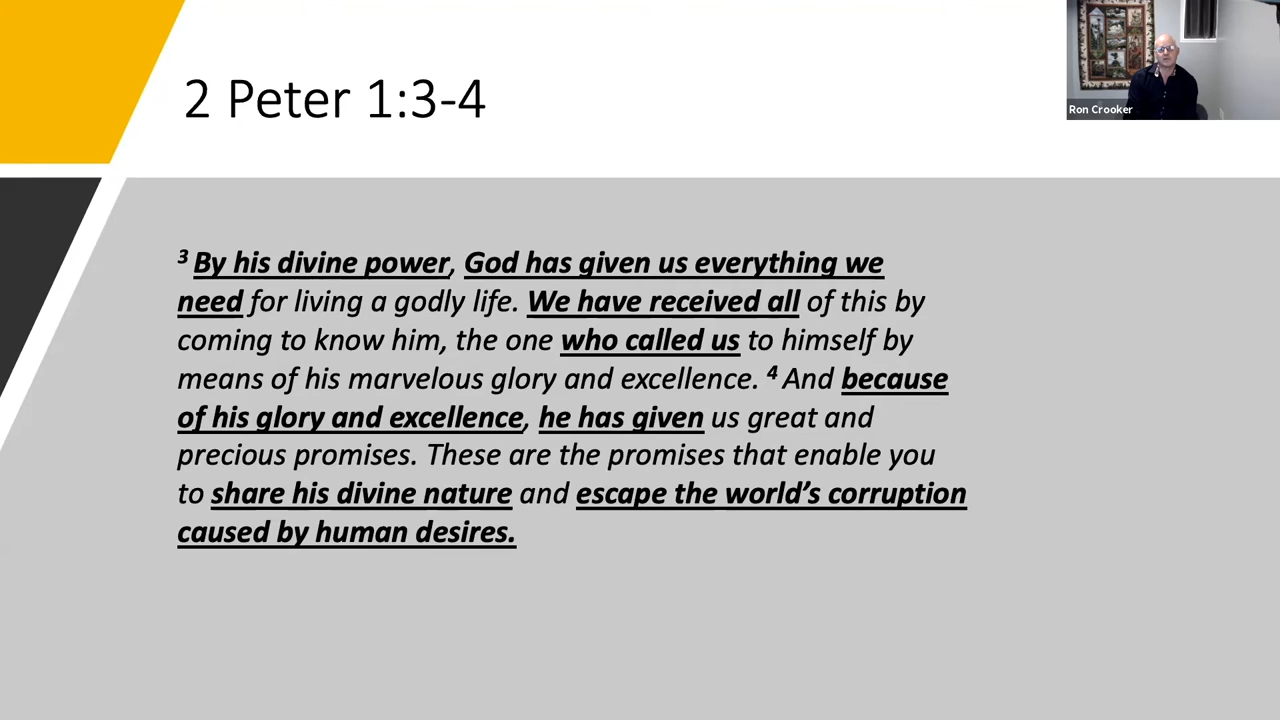 2 Peter 1:3-4
Ron Crooker
3 By his divine power, God has given us everything we
need for living a godly life. We have received all of this by
coming to know him, the one who called us to himself by
means of his marvelous glory and excellence. 4 And because
of his glory and excellence, he has given us great and
precious promises. These are the promises that enable you
to share his divine nature and escape the world’s corruption
caused by human desires.